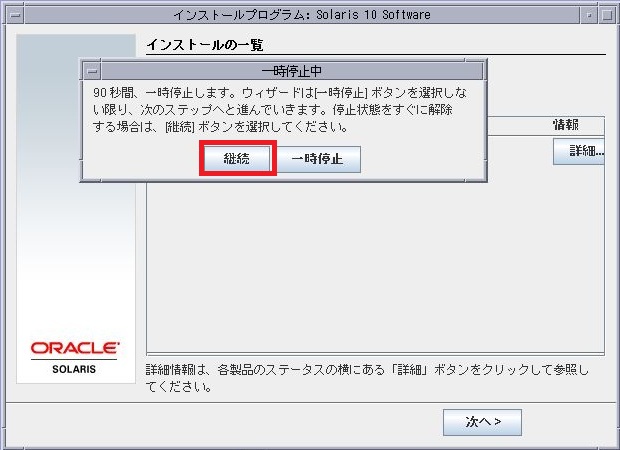 インストールプログラム: Solaris 10 Software
インストールの一覧
一時停止中
90 秒間、一時停止します。ウィザードは[一時停止] ボタンを選択しな
い限り、次のステップへと進んでいきます。停止状態をすぐに解除
する場合は、[継続] ボタンを選択してください。
継続
一時停止
情報
詳細...
ORACLE
SOLARIS
詳細情報は、各製品のステータスの横にある「詳細」ボタンをクリックして参照し
てください。
次へ >